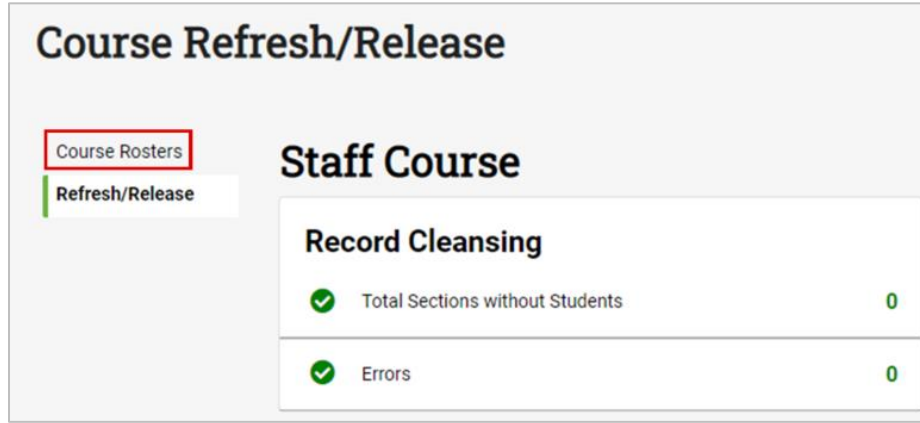 Course Refresh/Release
Course Rosters
Refresh/Release
Staff Course
Record Cleansing
Total Sections without Students 0
Errors 0